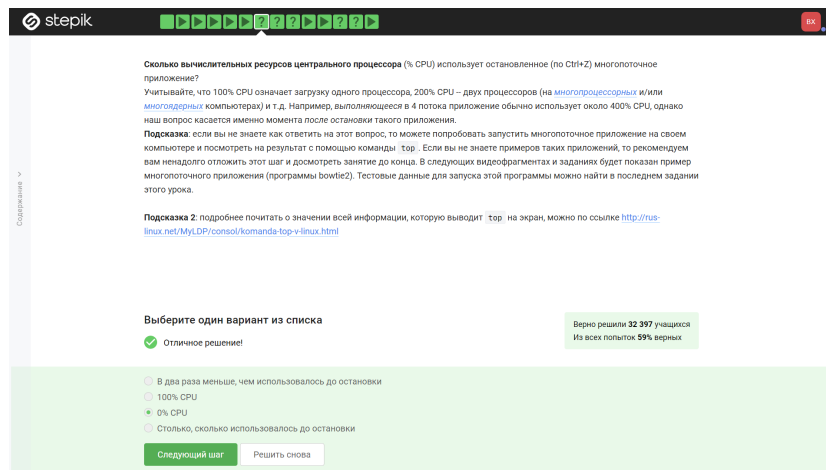 stepik
? ? ? ? ?
ВХ
Сколько вычислительных ресурсов центрального процессора (% CPU) использует остановленное (по Ctrl+Z) многопоточное
приложение?
Учитывайте, что 100% CPU означает загрузку одного процессора, 200% CPU – двух процессоров (на многопроцессорных и/или
многоядерных компьютерах) и т.д. Например, выполняющееся в 4 потока приложение обычно использует около 400% CPU, однако
наш вопрос касается именно момента после остановки такого приложения.
Подсказка: если вы не знаете как ответить на этот вопрос, то можете попробовать запустить многопоточное приложение на своем
компьютере и посмотреть на результат с помощью команды top . Если вы не знаете примеров таких приложений, то рекомендуем
вам ненадолго отложить этот шаг и досмотреть занятие до конца. В следующих видеофрагментах и заданиях будет показан пример
многопоточного приложения (программы bowtie2). Тестовые данные для запуска этой программы можно найти в последнем задании
этого урока.
Содержание
Подсказка 2: подробнее почитать о значении всей информации, которую выводит top на экран, можно по ссылке http://rus-
linux.net/MyLDP/consol/komanda-top-v-linux.html
Выберите один вариант из списка
Отличное решение!
Верно решили 32 397 учащихся
Из всех попыток 59% верных
В два раза меньше, чем использовалось до остановки
100% CPU
0% CPU
Столько, сколько использовалось до остановки
Следующий шаг
Решить снова